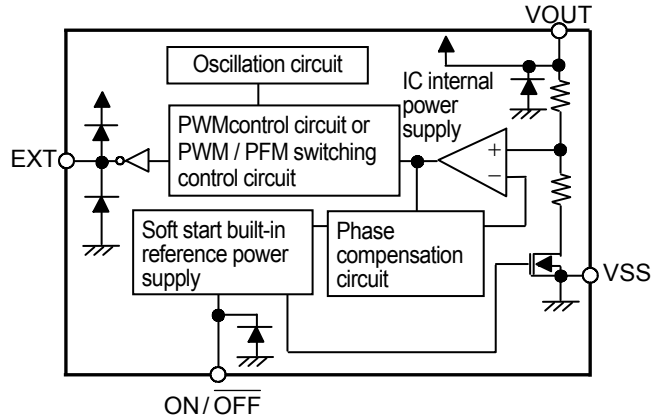 VOUT
Oscillation circuit
IC internal
power
supply
PWMcontrol circuit or
PWM / PFM switching
control circuit
EXT
+
−
Soft start built-in
reference power
supply
Phase
compensation
circuit
VSS
ON / OFF